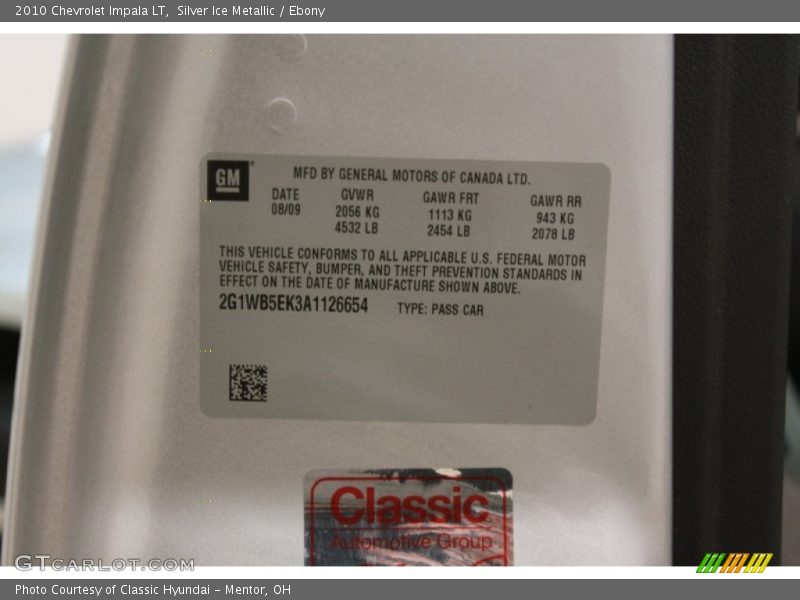 2010 Chevrolet Impala LT, Silver Ice Metallic / Ebony
GM
MFD BY GENERAL MOTORS OF CANADA LTD.
DATE GVWR GAWR FRT GAWR RR
08/09 2056 KG 1113 KG 943 KG
4532 LB 2454 LB 2078 LB
THIS VEHICLE CONFORMS TO ALL APPLICABLE U.S. FEDERAL MOTOR
VEHICLE SAFETY, BUMPER, AND THEFT PREVENTION STANDARDS IN
EFFECT ON THE DATE OF MANUFACTURE SHOWN ABOVE.
2G1WB5EK3A1126654 TYPE: PASS CAR
Classic
Automotive Group
GTCARLOT.COM
Photo Courtesy of Classic Hyundai - Mentor, OH